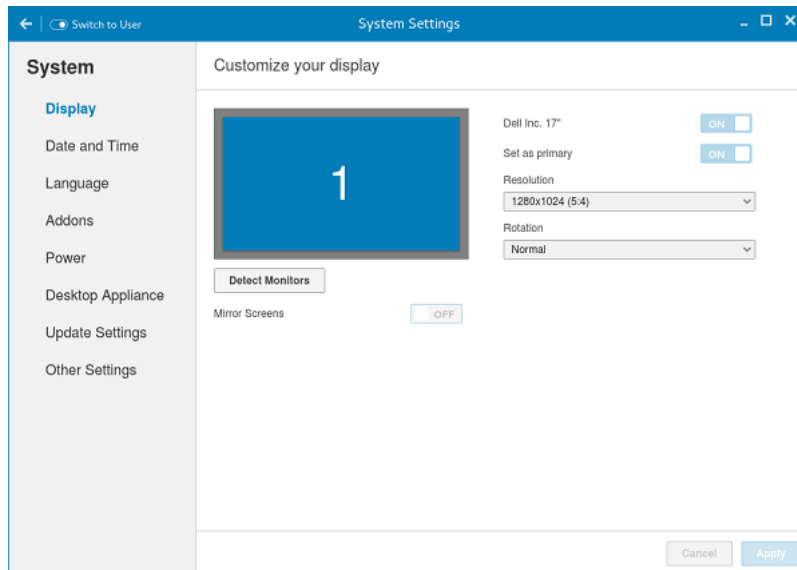 Switch to User
System Settings
System
Display
Date and Time
Language
Addons
Power
Desktop Appliance
Update Settings
Other Settings
Customize your display
1
Detect Monitors
Mirror Screens
OFF
Dell Inc. 17"
ON
Set as primary
ON
Resolution
1280x1024 (5:4)
Rotation
Normal
Cancel
Apply